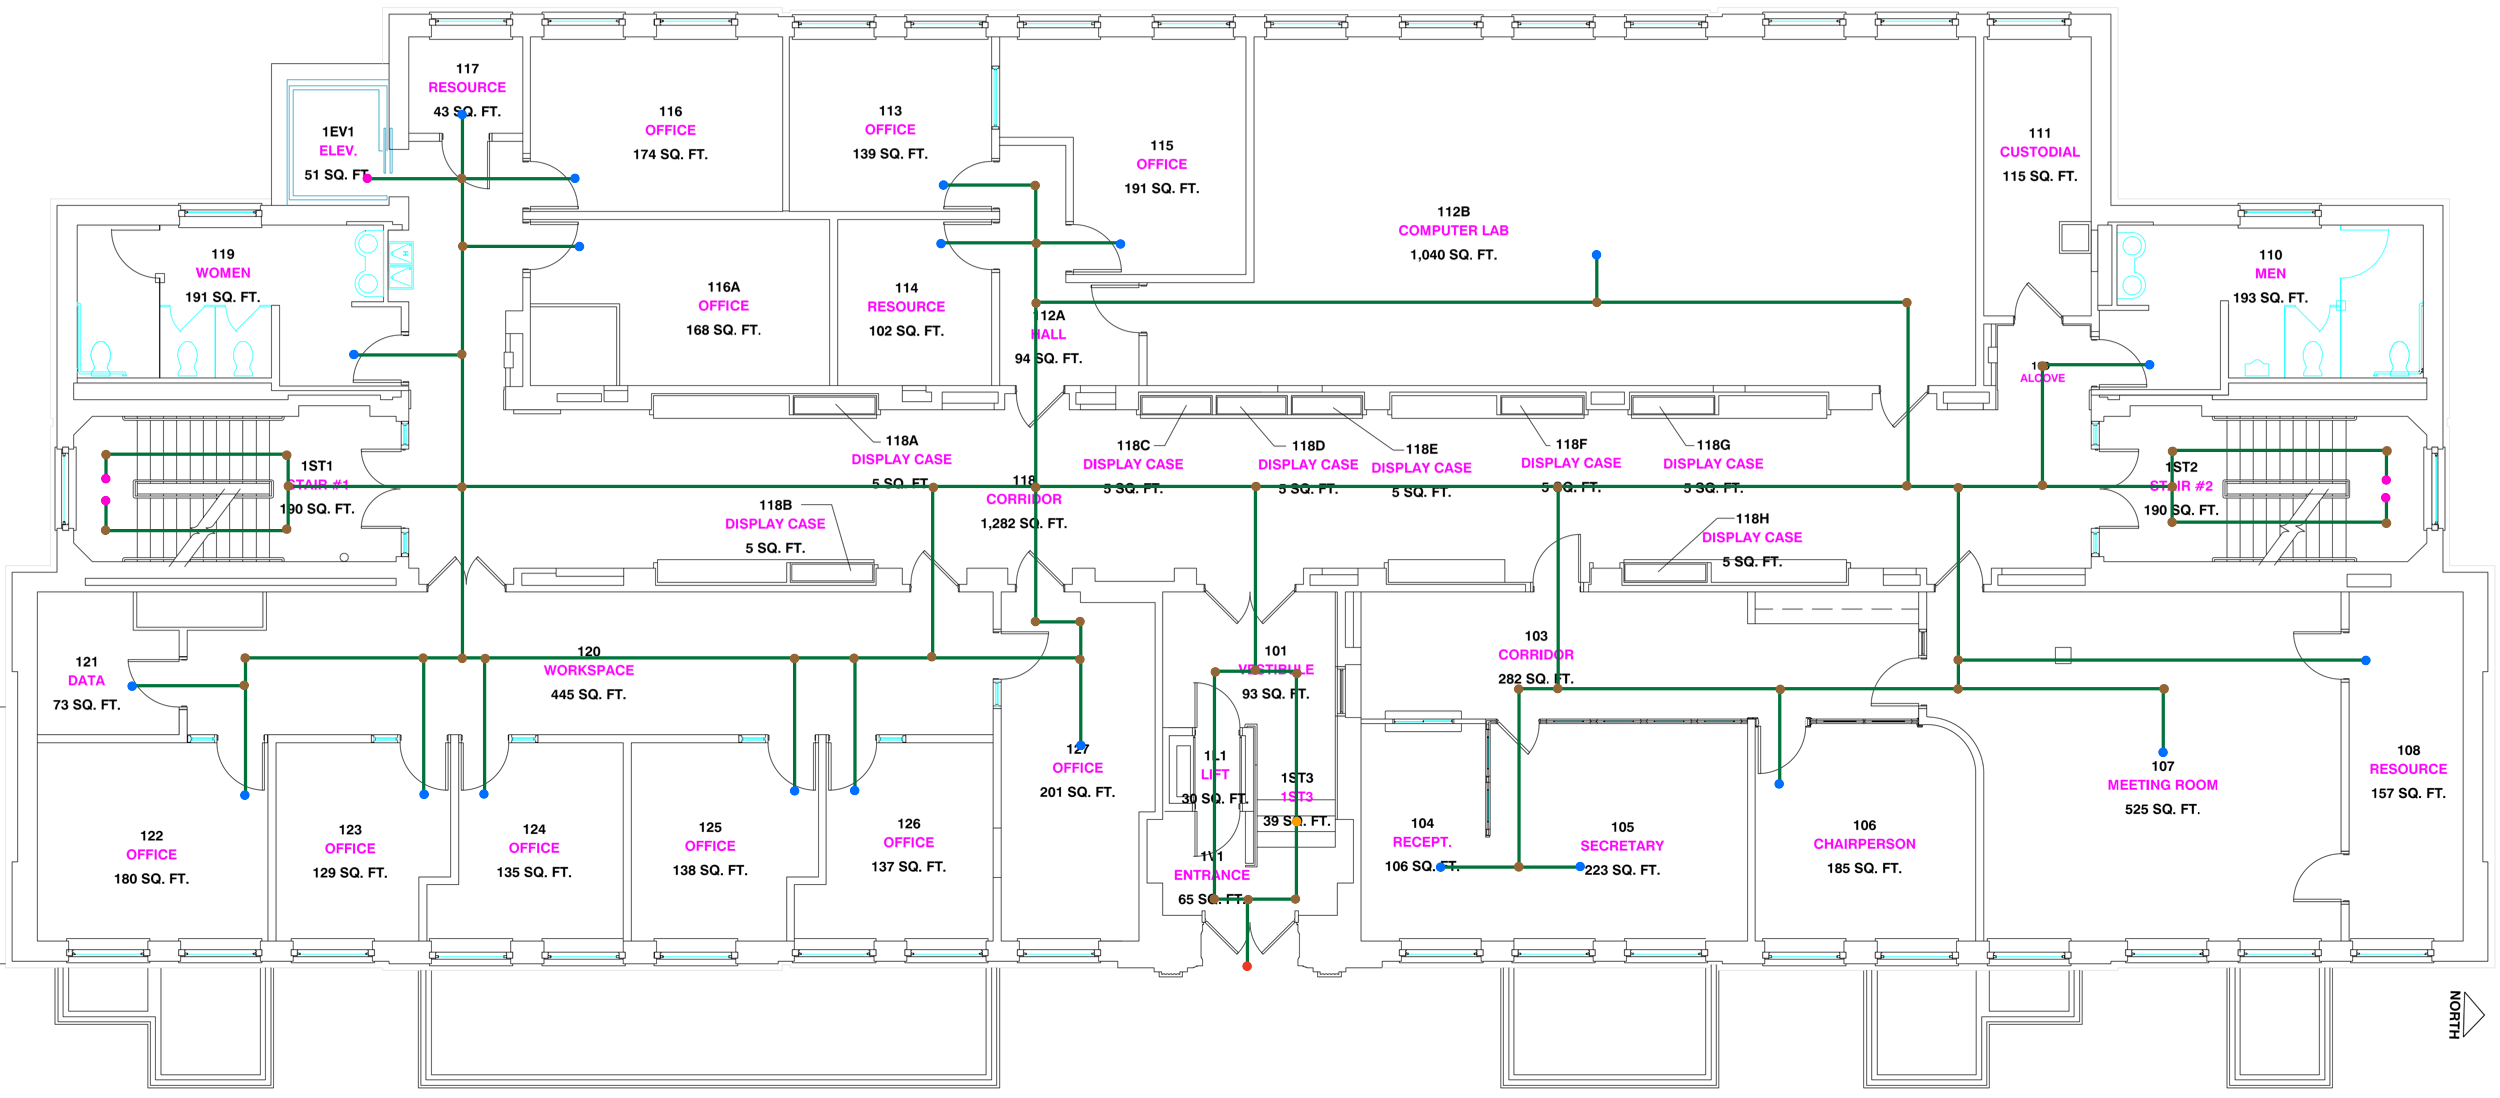 117
RESOURCE
43 SQ. FT.
116
OFFICE
174 SQ. FT.
113
OFFICE
139 SQ. FT.
1EV1
ELEV.
51 SQ. FT.
115
OFFICE
191 SQ. FT.
111
CUSTODIAL
115 SQ. FT.
112B
COMPUTER LAB
1,040 SQ. FT.
119
WOMEN
191 SQ. FT.
110
MEN
193 SQ. FT.
116A
OFFICE
168 SQ. FT.
114
RESOURCE
102 SQ. FT.
112A
HALL
94 SQ. FT.
ALCOVE
118A
DISPLAY CASE
5 SQ. FT.
118C
DISPLAY CASE
5 SQ. FT.
118D
DISPLAY CASE
5 SQ. FT.
118E
DISPLAY CASE
5 SQ. FT.
118F
DISPLAY CASE
5 SQ. FT.
118G
DISPLAY CASE
5 SQ. FT.
1ST1
STAIR #1
190 SQ. FT.
118
CORRIDOR
1,282 SQ. FT.
1ST2
STAIR #2
190 SQ. FT.
118B
DISPLAY CASE
5 SQ. FT.
118H
DISPLAY CASE
5 SQ. FT.
121
DATA
73 SQ. FT.
120
WORKSPACE
445 SQ. FT.
101
VESTIBULE
93 SQ. FT.
103
CORRIDOR
282 SQ. FT.
127
OFFICE
201 SQ. FT.
1L1
LIFT
30 SQ. FT.
1ST3
1ST3
39 SQ. FT.
107
MEETING ROOM
525 SQ. FT.
108
RESOURCE
157 SQ. FT.
122
OFFICE
180 SQ. FT.
123
OFFICE
129 SQ. FT.
124
OFFICE
135 SQ. FT.
125
OFFICE
138 SQ. FT.
126
OFFICE
137 SQ. FT.
1V1
ENTRANCE
65 SQ. FT.
104
RECEPT.
106 SQ. FT.
105
SECRETARY
223 SQ. FT.
106
CHAIRPERSON
185 SQ. FT.
NORTH